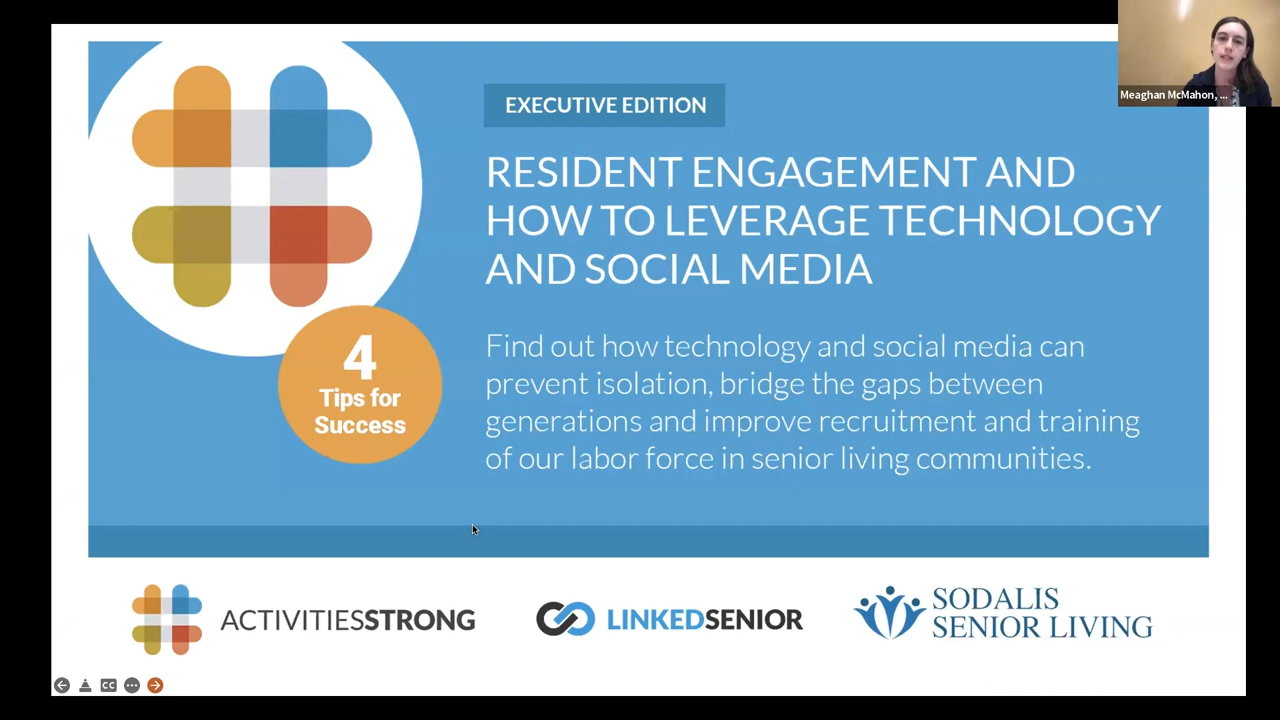 Meaghan McMahon, ...
EXECUTIVE EDITION
RESIDENT ENGAGEMENT AND
HOW TO LEVERAGE TECHNOLOGY
AND SOCIAL MEDIA
4
Tips for
Success
Find out how technology and social media can
prevent isolation, bridge the gaps between
generations and improve recruitment and training
of our labor force in senior living communities.
ACTIVITIESSTRONG
LINKEDSENIOR
SODALIS
SENIOR LIVING
CC